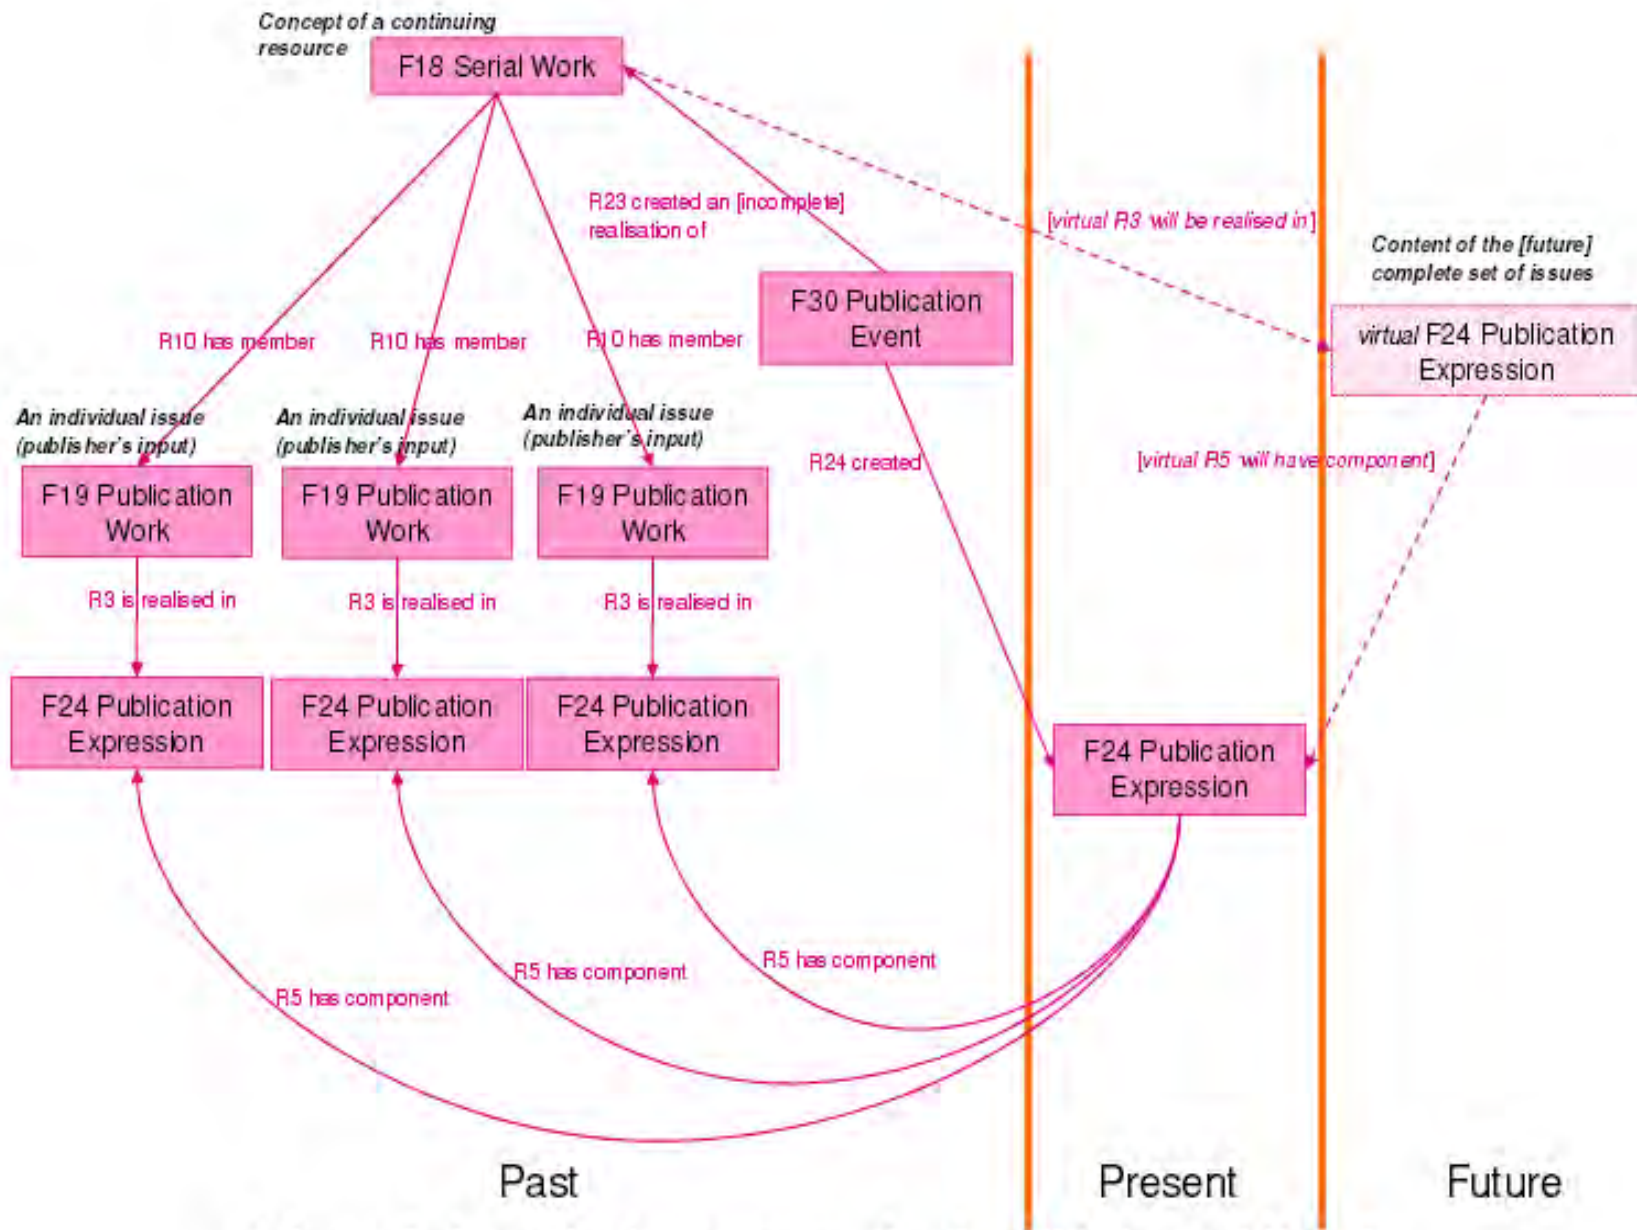 Concept of a continuing
resource
F18 Serial Work
R23 created an [incomplete]
realisation of
[virtual R3 'will be realised in']
Content of the [future]
complete set of issues
F30 Publication
Event
virtual F24 Publication
Expression
R10 has member
R10 has member
R10 has member
An individual issue
(publisher's input)
An individual issue
(publisher's input)
An individual issue
(publisher's input)
R24 created
[virtual R5 'will have component']
F19 Publication
Work
F19 Publication
Work
F19 Publication
Work
R3 is realised in
R3 is realised in
R3 is realised in
F24 Publication
Expression
F24 Publication
Expression
F24 Publication
Expression
F24 Publication
Expression
R5 has component
R5 has component
R5 has component
Past
Present
Future